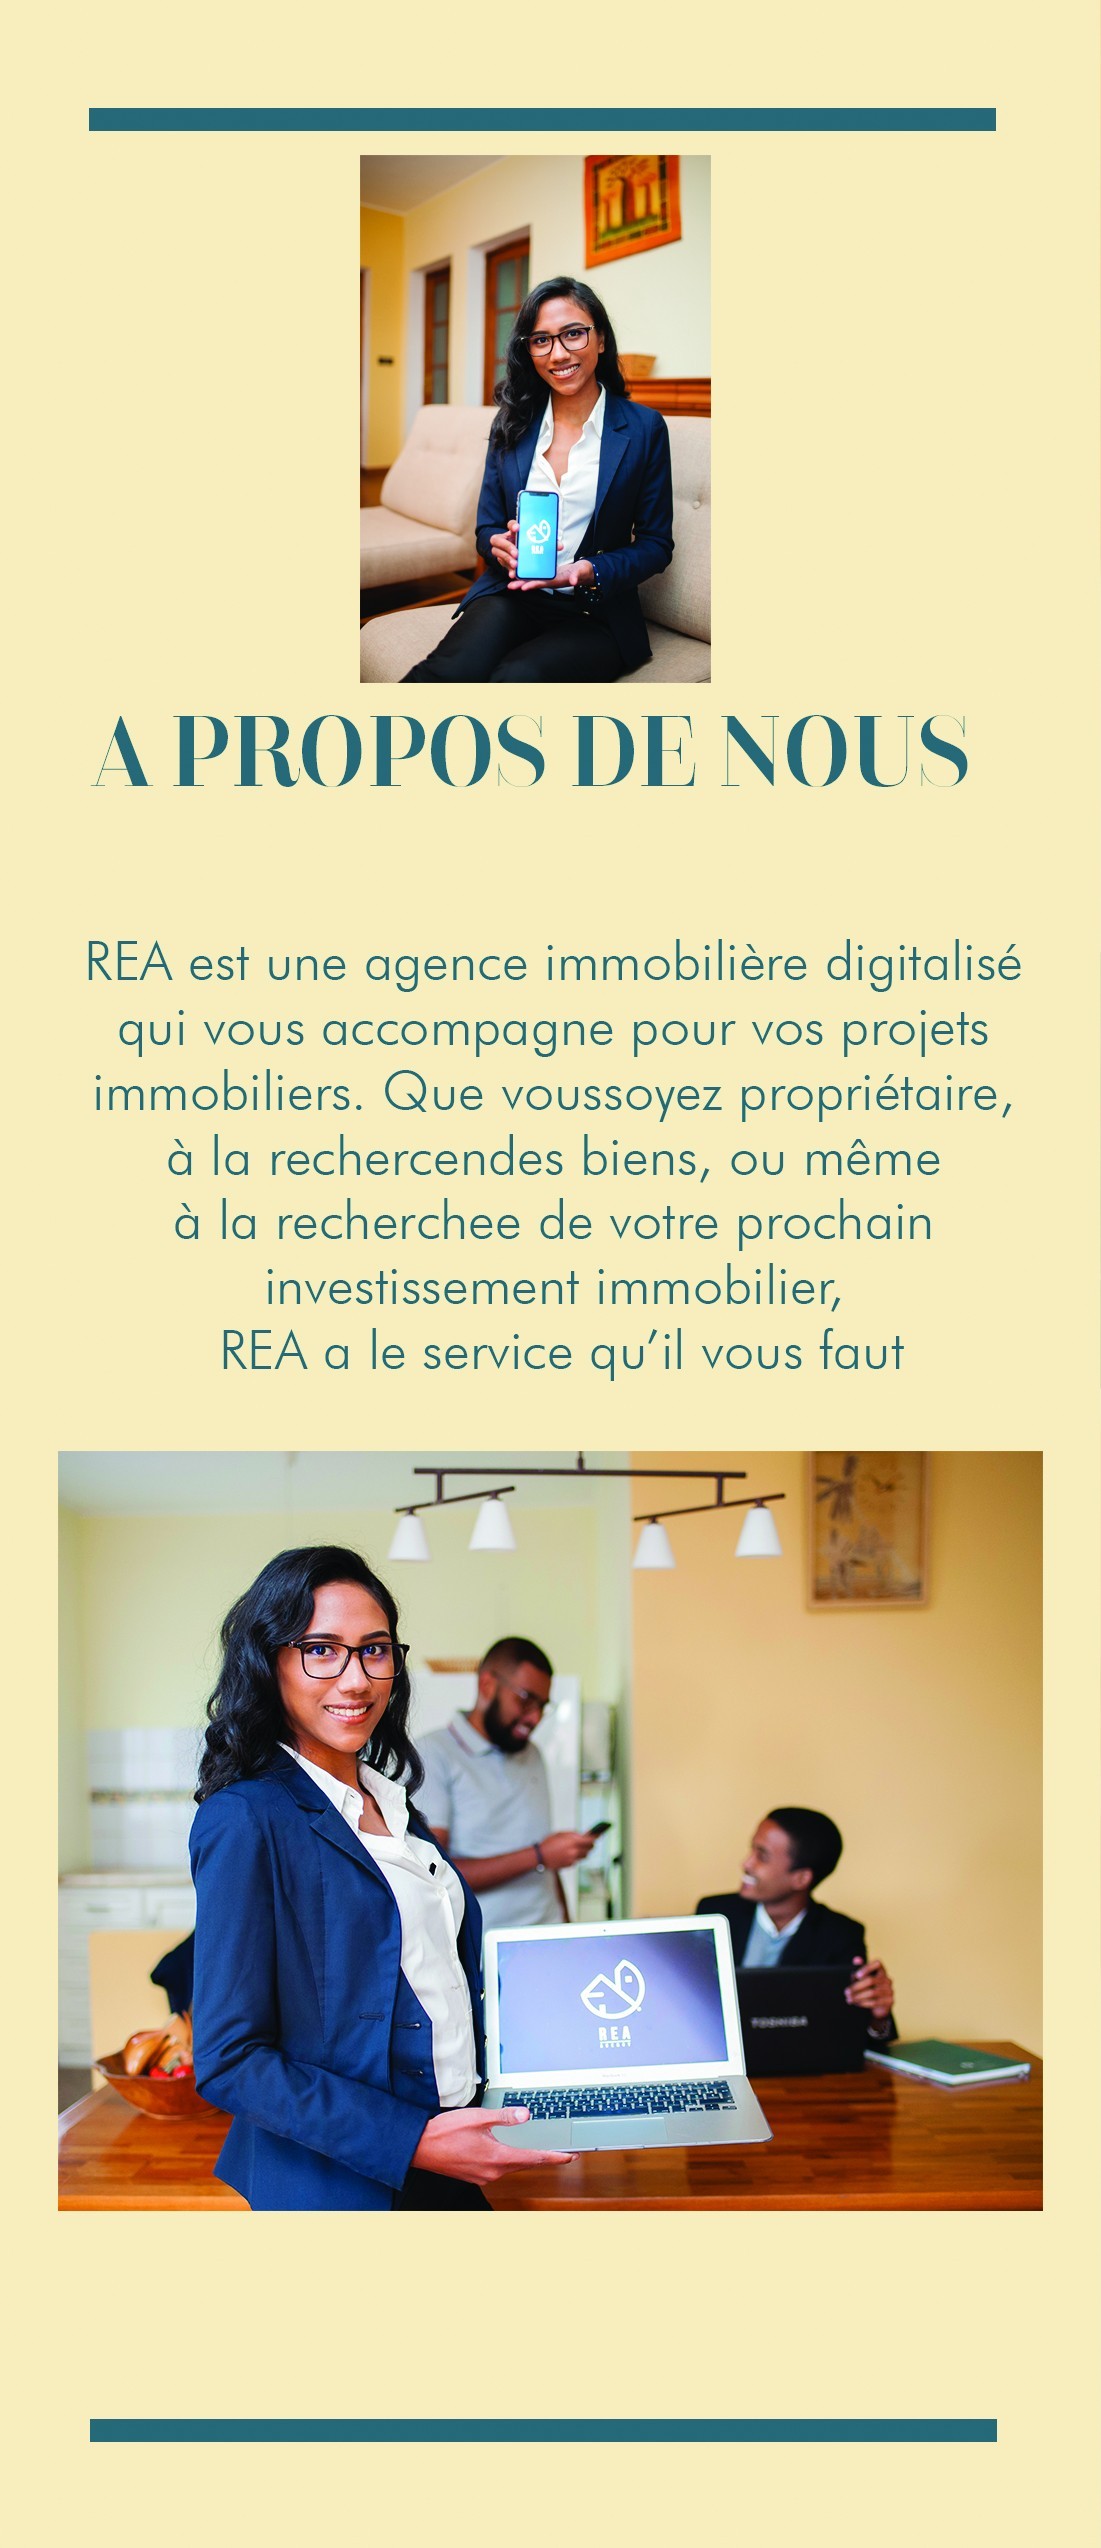 REA
A PROPOS DE NOUS
REA est une agence immobilière digitalisé
qui vous accompagne pour vos projets
immobiliers. Que voussoyez propriétaire,
à la rechercendes biens, ou même
à la recherchee de votre prochain
investissement immobilier,
REA a le service qu’il vous faut
REA
TOSHIBA